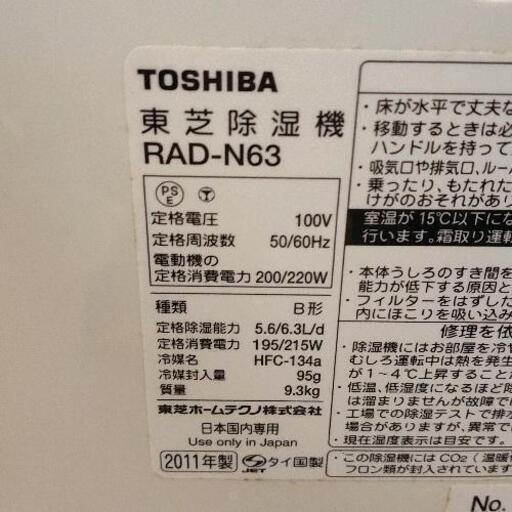 TOSHIBA
東芝除湿機
RAD-N63
PS
E
定格電圧 100V
定格周波数 50/60Hz
電動機の
定格消費電力 200/220W
種類 B形
定格除湿能力 5.6/6.3L/d
定格消費電力 195/215W
冷媒名 HFC-134a
冷媒封入量 95g
質量 9.3kg
東芝ホームテクノ株式会社
日本国内専用
Use only in Japan
2011年製 JET タイ国製
・床が水平で丈夫な
・移動するときは必
ハンドルを持って
・吸気口や排気口、ルー
・乗ったり、もたれた
けがのおそれがあり
室温が15℃以下にな
行います。霜取り運転
・本体うしろのすき間を
能力が低下する原因と
・フィルターをはずした
内にほこりを吸い込み
修理を依
・除湿機にはお部屋を冷や
むしろ運転中は熱を発生
が1〜4℃上昇すること
・低温、低湿度になるほど除
は溜まりませんが故障では
・工場での除湿テストで排水
場合がありますが、異常で
・現在湿度表示は目安です。
・この除湿機には CO2（温暖化
フロン類が封入されています
No.